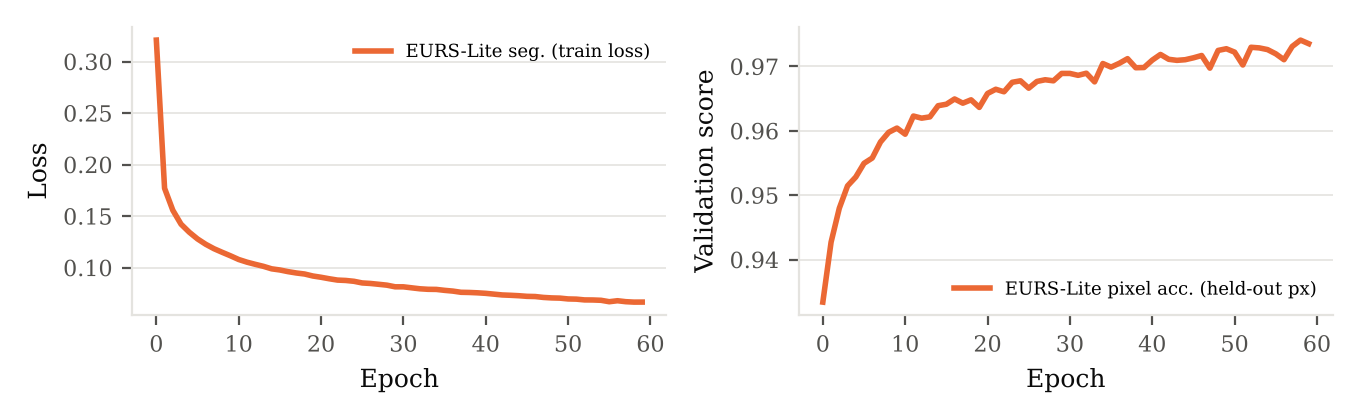 EURS-Lite seg. (train loss)
0.30
0.25
0.20
0.15
0.10
Loss
0 10 20 30 40 50 60
Epoch
0.97
0.96
0.95
0.94
Validation score
EURS-Lite pixel acc. (held-out px)
0 10 20 30 40 50 60
Epoch